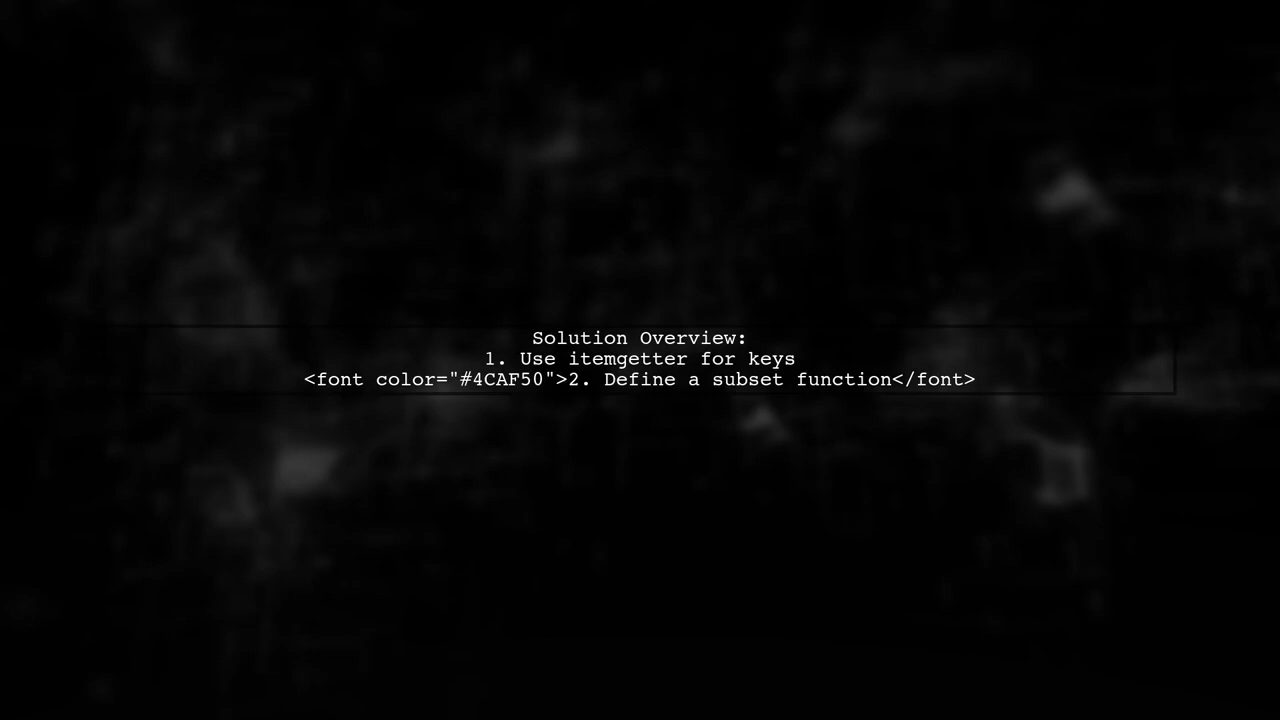 Solution Overview:
1. Use itemgetter for keys
<font color="#4CAF50">2. Define a subset function</font>